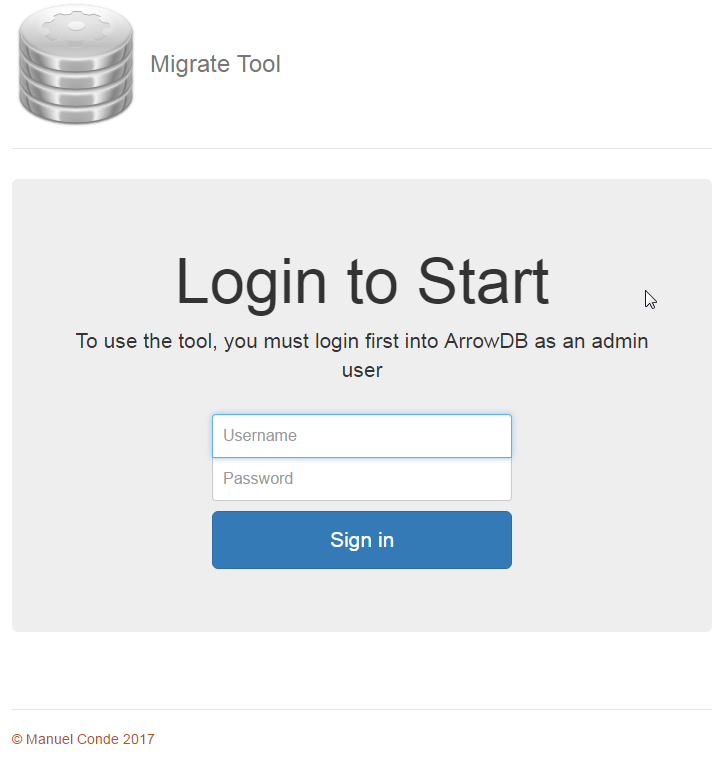 Migrate Tool
Login to Start
To use the tool, you must login first into ArrowDB as an admin
user
Username
Password
Sign in
© Manuel Conde 2017